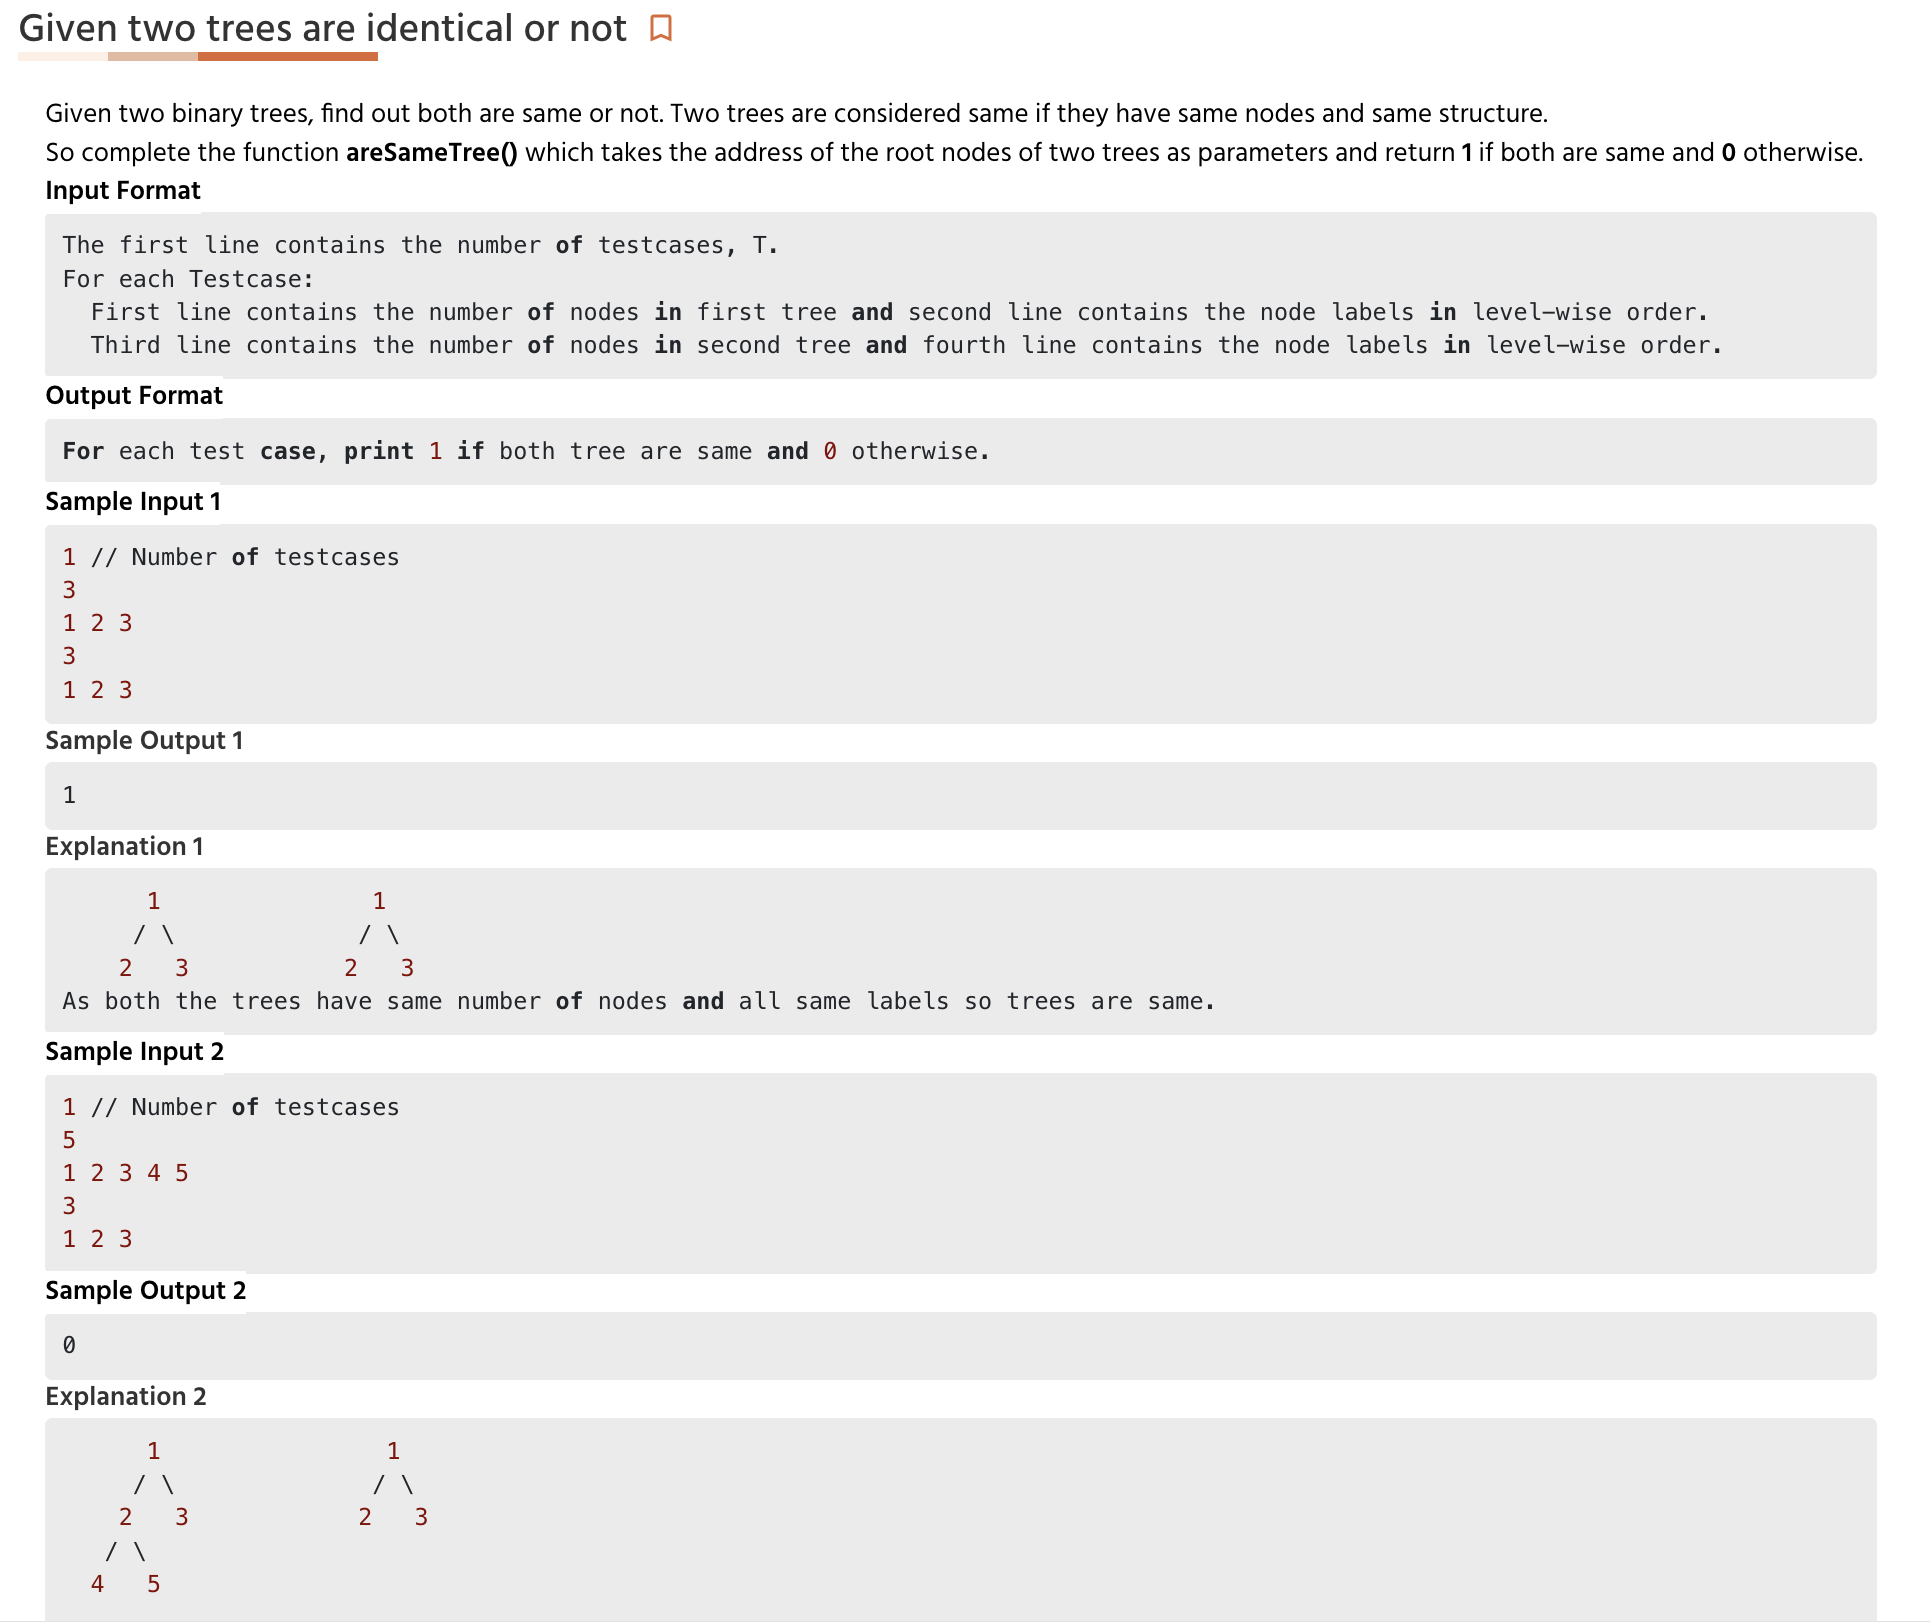 Given two trees are identical or not
Given two binary trees, find out both are same or not. Two trees are considered same if they have same nodes and same structure.
So complete the function areSameTree() which takes the address of the root nodes of two trees as parameters and return 1 if both are same and 0 otherwise.
Input Format
The first line contains the number of testcases, T.
For each Testcase:
  First line contains the number of nodes in first tree and second line contains the node labels in level-wise order.
  Third line contains the number of nodes in second tree and fourth line contains the node labels in level-wise order.
Output Format
For each test case, print 1 if both tree are same and 0 otherwise.
Sample Input 1
1 // Number of testcases
3
1 2 3
3
1 2 3
Sample Output 1
1
Explanation 1
      1               1
     / \             / \
    2   3           2   3
As both the trees have same number of nodes and all same labels so trees are same.
Sample Input 2
1 // Number of testcases
5
1 2 3 4 5
3
1 2 3
Sample Output 2
0
Explanation 2
      1                1
     / \              / \
    2   3            2   3
   / \
  4   5